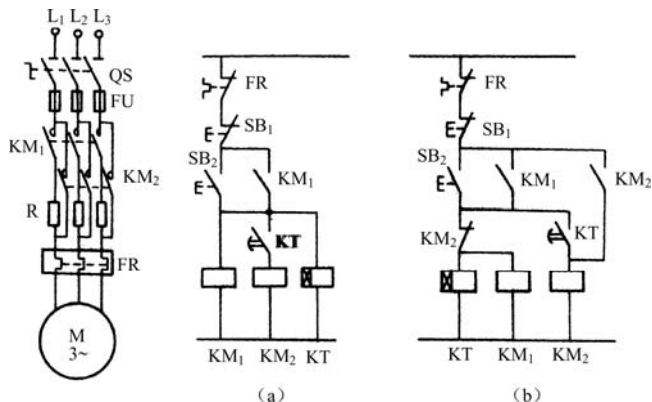 L₁ L₂ L₃
QS
FU
KM₁
KM₂
R
FR
M
3~
FR
SB₁
SB₂
KM₁
KT
KM₁ KM₂ KT
(a)
FR
SB₁
SB₂
KM₁
KM₂
KM₂
KT
KT KM₁ KM₂
(b)